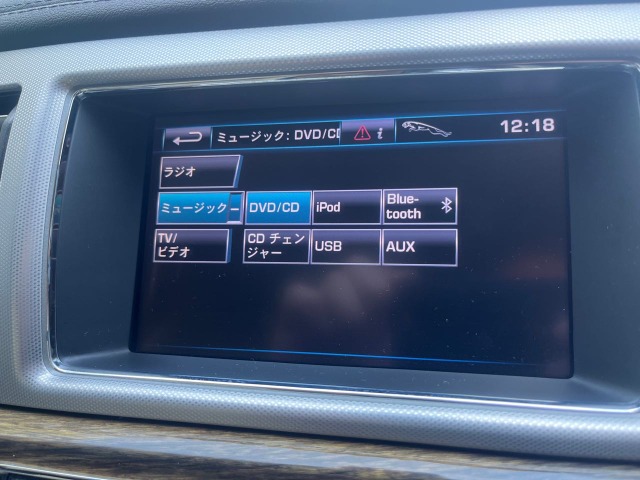 ミュージック: DVD/CD
i
12:18
ラジオ
ミュージック
DVD/CD
iPod
Blue-
tooth
TV/
ビデオ
CD チェン
ジャー
USB
AUX